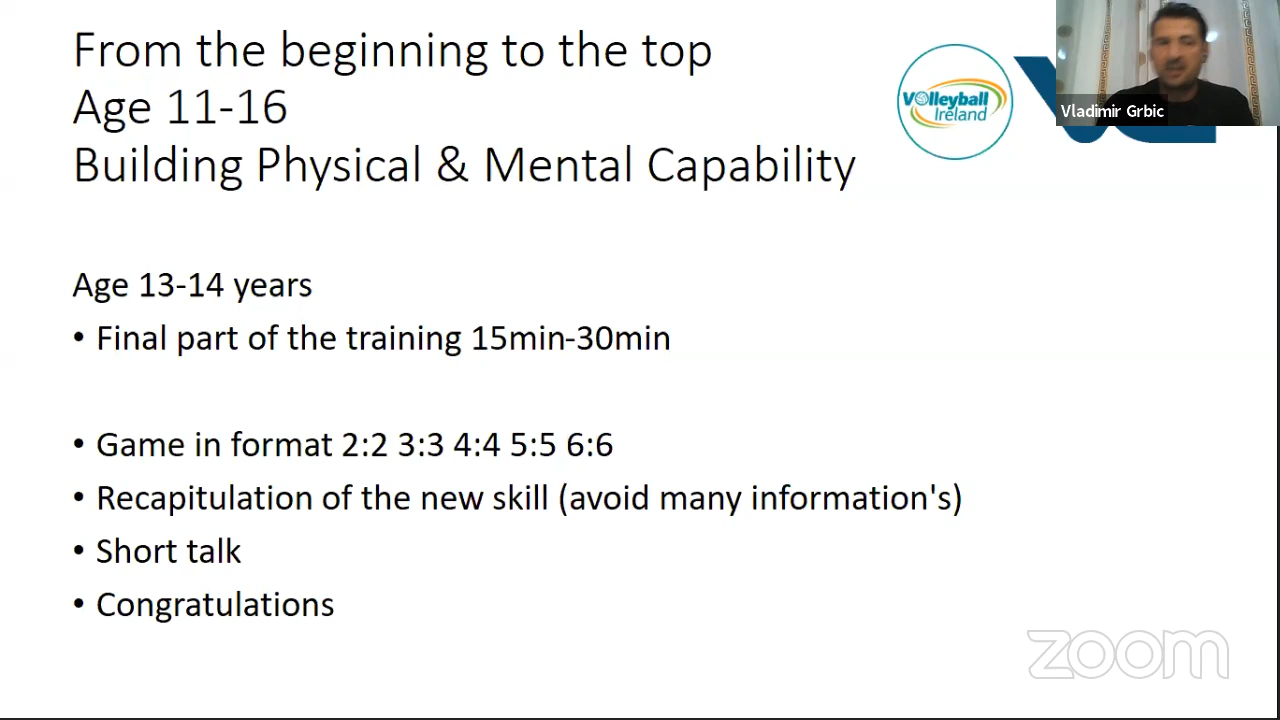 From the beginning to the top
Age 11-16
Building Physical & Mental Capability
Volleyball
Ireland
Vladimir Grbic
Age 13-14 years
• Final part of the training 15min-30min
• Game in format 2:2 3:3 4:4 5:5 6:6
• Recapitulation of the new skill (avoid many information's)
• Short talk
• Congratulations
zoom